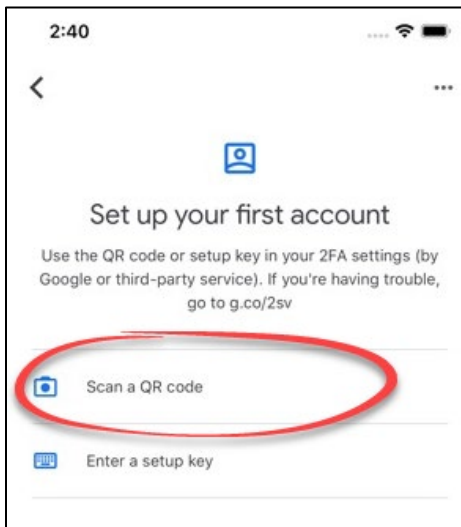 2:40
Set up your first account
Use the QR code or setup key in your 2FA settings (by
Google or third-party service). If you're having trouble,
go to g.co/2sv
Scan a QR code
Enter a setup key